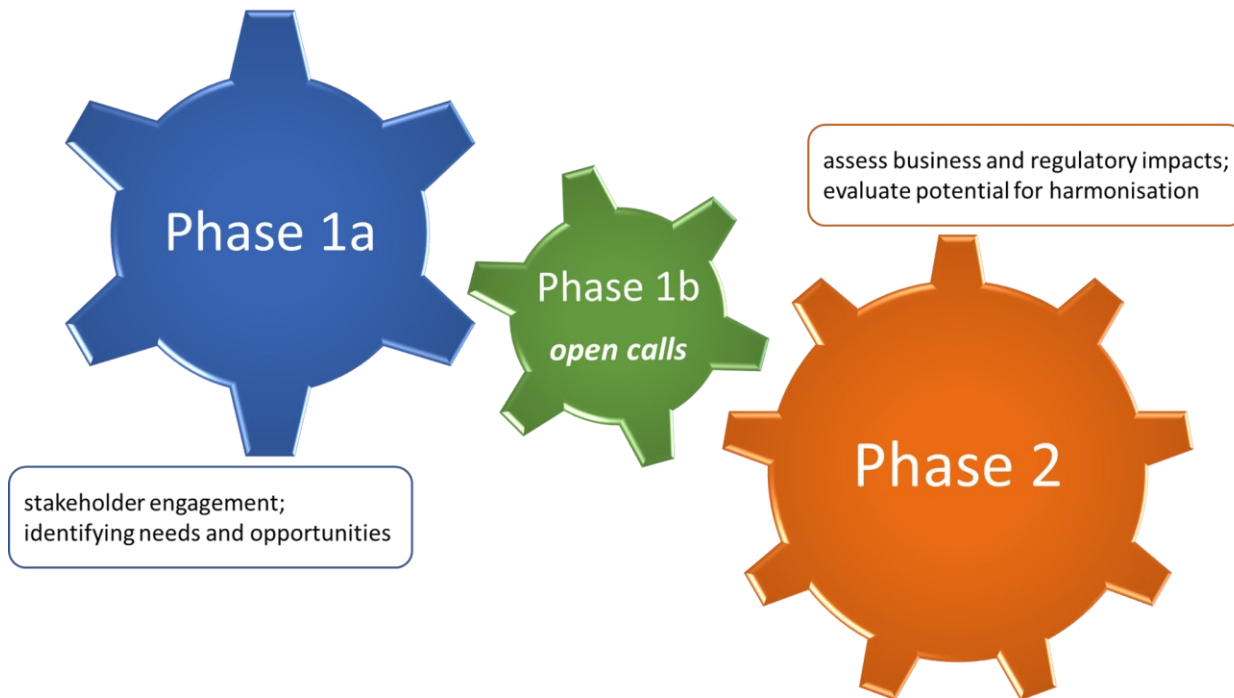 Phase 1a
stakeholder engagement;
identifying needs and opportunities
Phase 1b
open calls
assess business and regulatory impacts;
evaluate potential for harmonisation
Phase 2